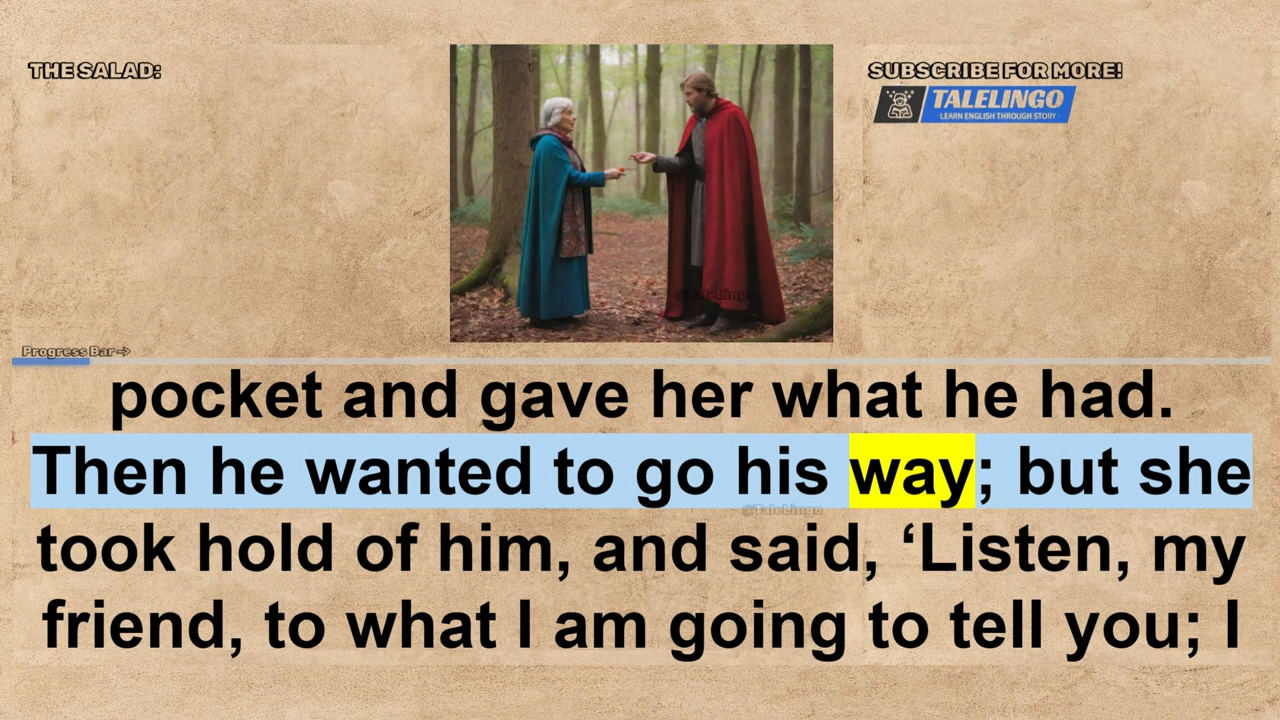 THE SALAD:
SUBSCRIBE FOR MORE!
TALELINGO
LEARN ENGLISH THROUGH STORY
@TaleLingo
Progress Bar->
pocket and gave her what he had.
Then he wanted to go his way; but she
@TaleLingo
took hold of him, and said, ‘Listen, my
friend, to what I am going to tell you; I